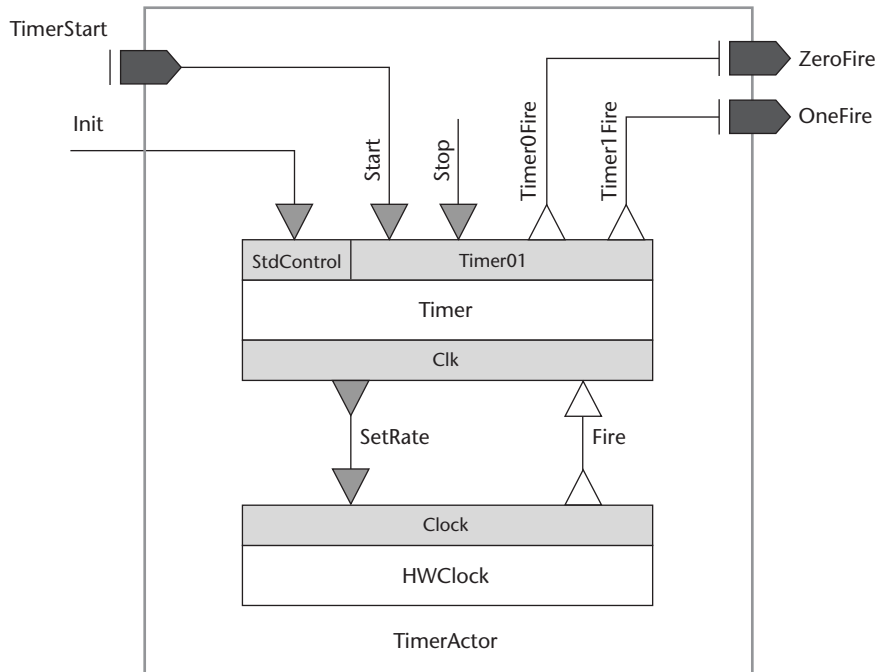 TimerStart
ZeroFire
OneFire
Init
Start
Stop
Timer0Fire
Timer1Fire
StdControl
Timer01
Timer
Clk
SetRate
Fire
Clock
HWClock
TimerActor